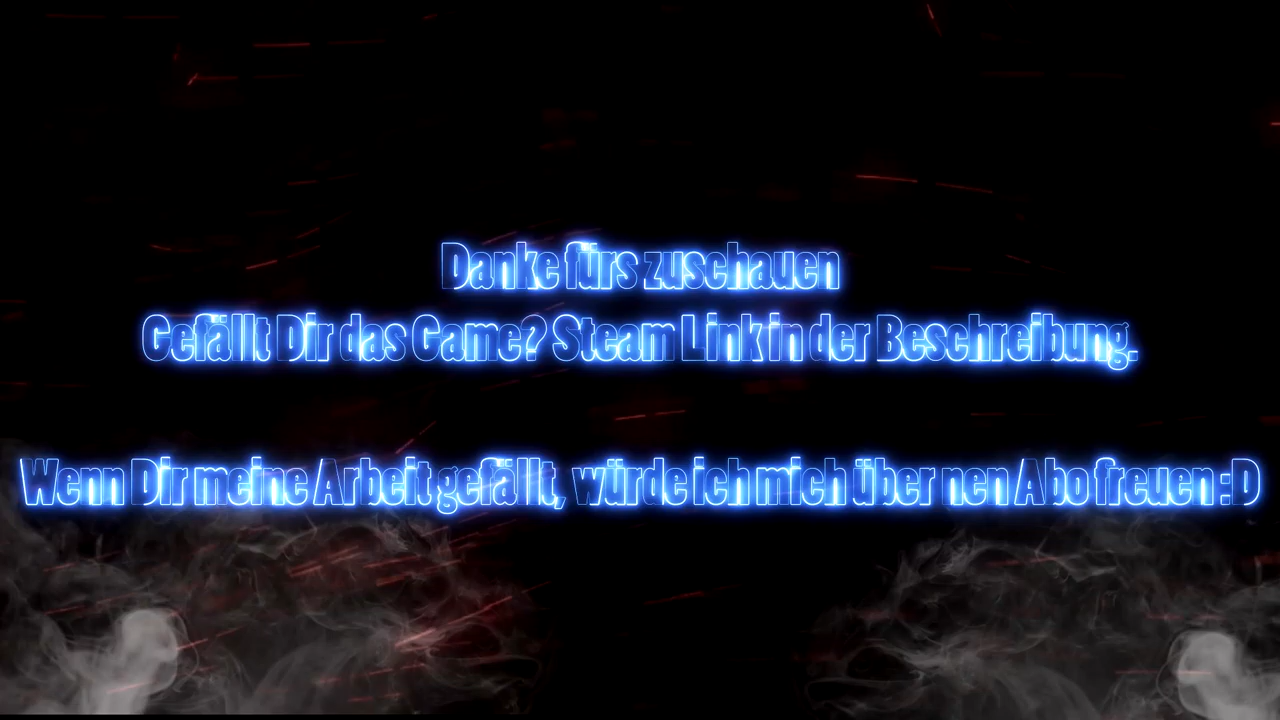 Danke fürs zuschauen
Gefällt Dir das Game? Steam Link in der Beschreibung.
Wenn Dir meine Arbeit gefällt, würde ich mich über nen Abo freuen :D